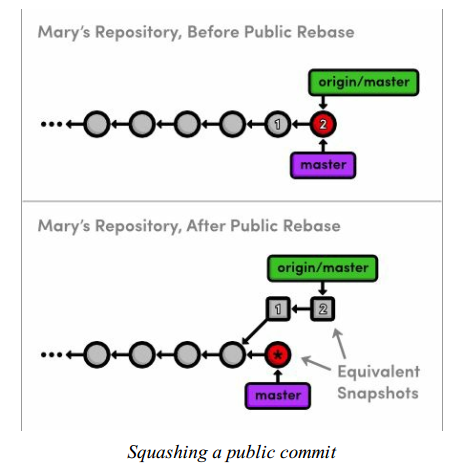 Mary's Repository, Before Public Rebase
origin/master
1 2
master
Mary's Repository, After Public Rebase
origin/master
1 2
*
Equivalent
Snapshots
master
Squashing a public commit